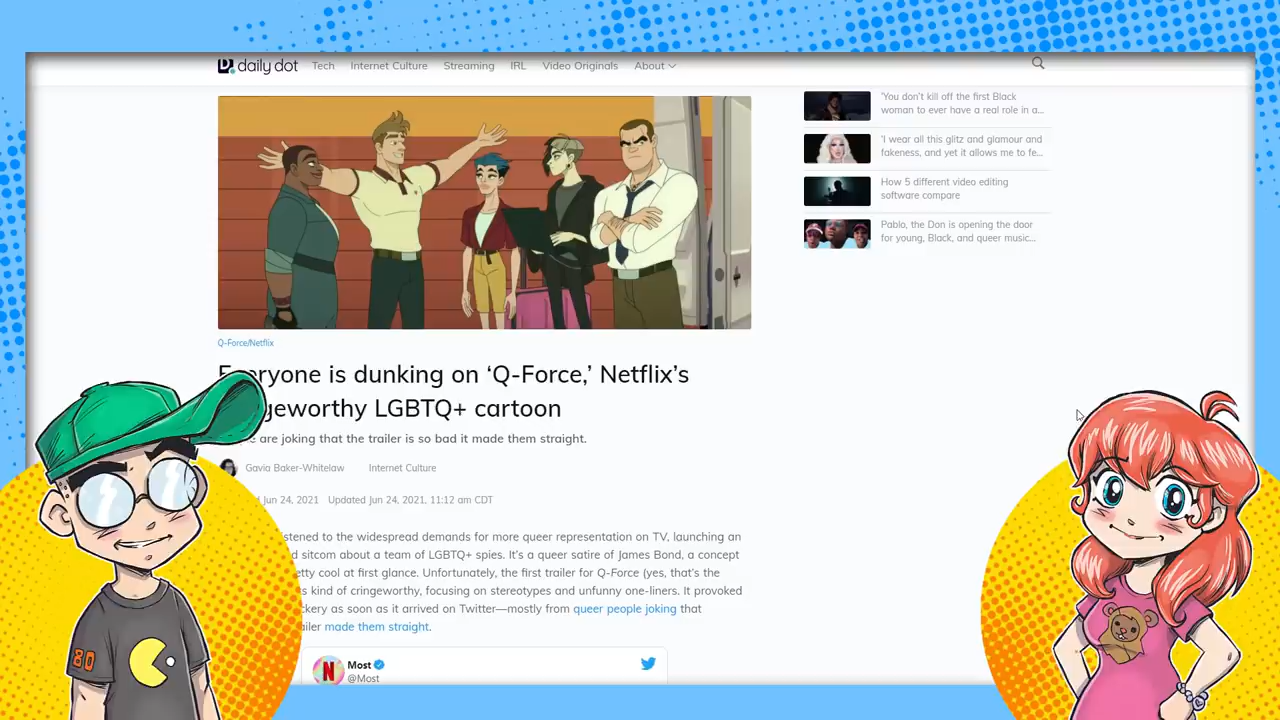 daily dot Tech Internet Culture Streaming IRL Video Originals About
'You don't kill off the first Black
woman to ever have a real role in a...
'I wear all this glitz and glamour and
fakeness, and yet it allows me to fe...
How 5 different video editing
software compare
Pablo, the Don is opening the door
for young, Black, and queer music...
Q-Force/Netflix
Everyone is dunking on 'Q-Force,' Netflix's
LGBTQ+ cartoon
are joking that the trailer is so bad it made them straight.
Gavia Baker-Whitelaw Internet Culture
Jun 24, 2021 Updated Jun 24, 2021, 11:12 am CDT
to the widespread demands for more queer representation on TV, launching an
sitcom about a team of LGBTQ+ spies. It's a queer satire of James Bond, a concept
cool at first glance. Unfortunately, the first trailer for Q-Force (yes, that's the
kind of cringeworthy, focusing on stereotypes and unfunny one-liners. It provoked
as soon as it arrived on Twitter—mostly from queer people joking that
made them straight.
N Most
@Most
80